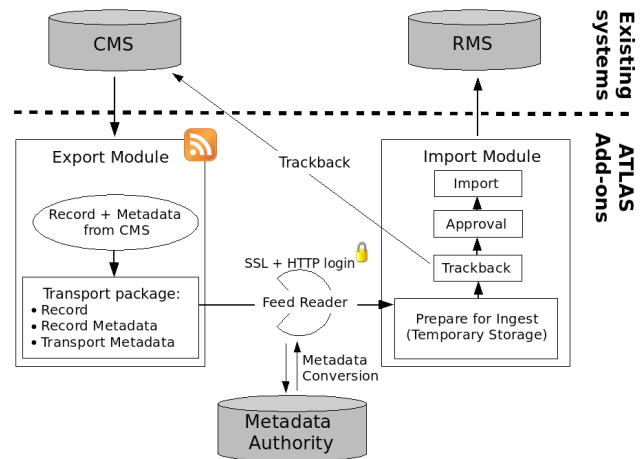 CMS
RMS
Existing
systems
ATLAS
Add-ons
Export Module
Record + Metadata
from CMS
Transport package:
• Record
• Record Metadata
• Transport Metadata
Trackback
SSL + HTTP login
Feed Reader
Metadata
Conversion
Metadata
Authority
Import Module
Import
Approval
Trackback
Prepare for Ingest
(Temporary Storage)